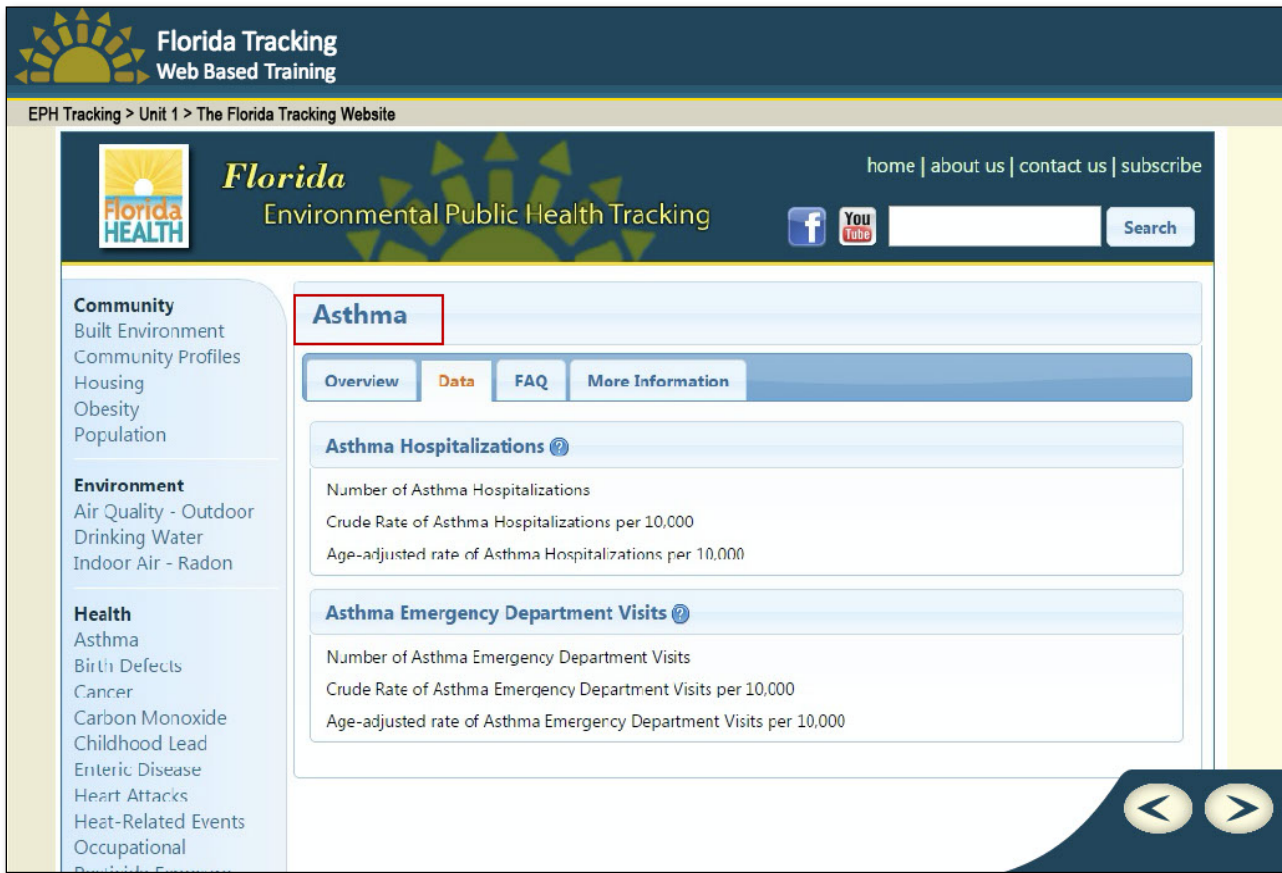 Florida Tracking
Web Based Training
EPH Tracking > Unit 1 > The Florida Tracking Website
Florida
HEALTH
Florida
Environmental Public Health Tracking
home | about us | contact us | subscribe
f
You
Tube
Search
Community
Built Environment
Community Profiles
Housing
Obesity
Population
Environment
Air Quality - Outdoor
Drinking Water
Indoor Air - Radon
Health
Asthma
Birth Defects
Cancer
Carbon Monoxide
Childhood Lead
Enteric Disease
Heart Attacks
Heat-Related Events
Occupational
Asthma
Overview Data FAQ More Information
Asthma Hospitalizations ?
Number of Asthma Hospitalizations
Crude Rate of Asthma Hospitalizations per 10,000
Age-adjusted rate of Asthma Hospitalizations per 10,000
Asthma Emergency Department Visits ?
Number of Asthma Emergency Department Visits
Crude Rate of Asthma Emergency Department Visits per 10,000
Age-adjusted rate of Asthma Emergency Department Visits per 10,000
< >